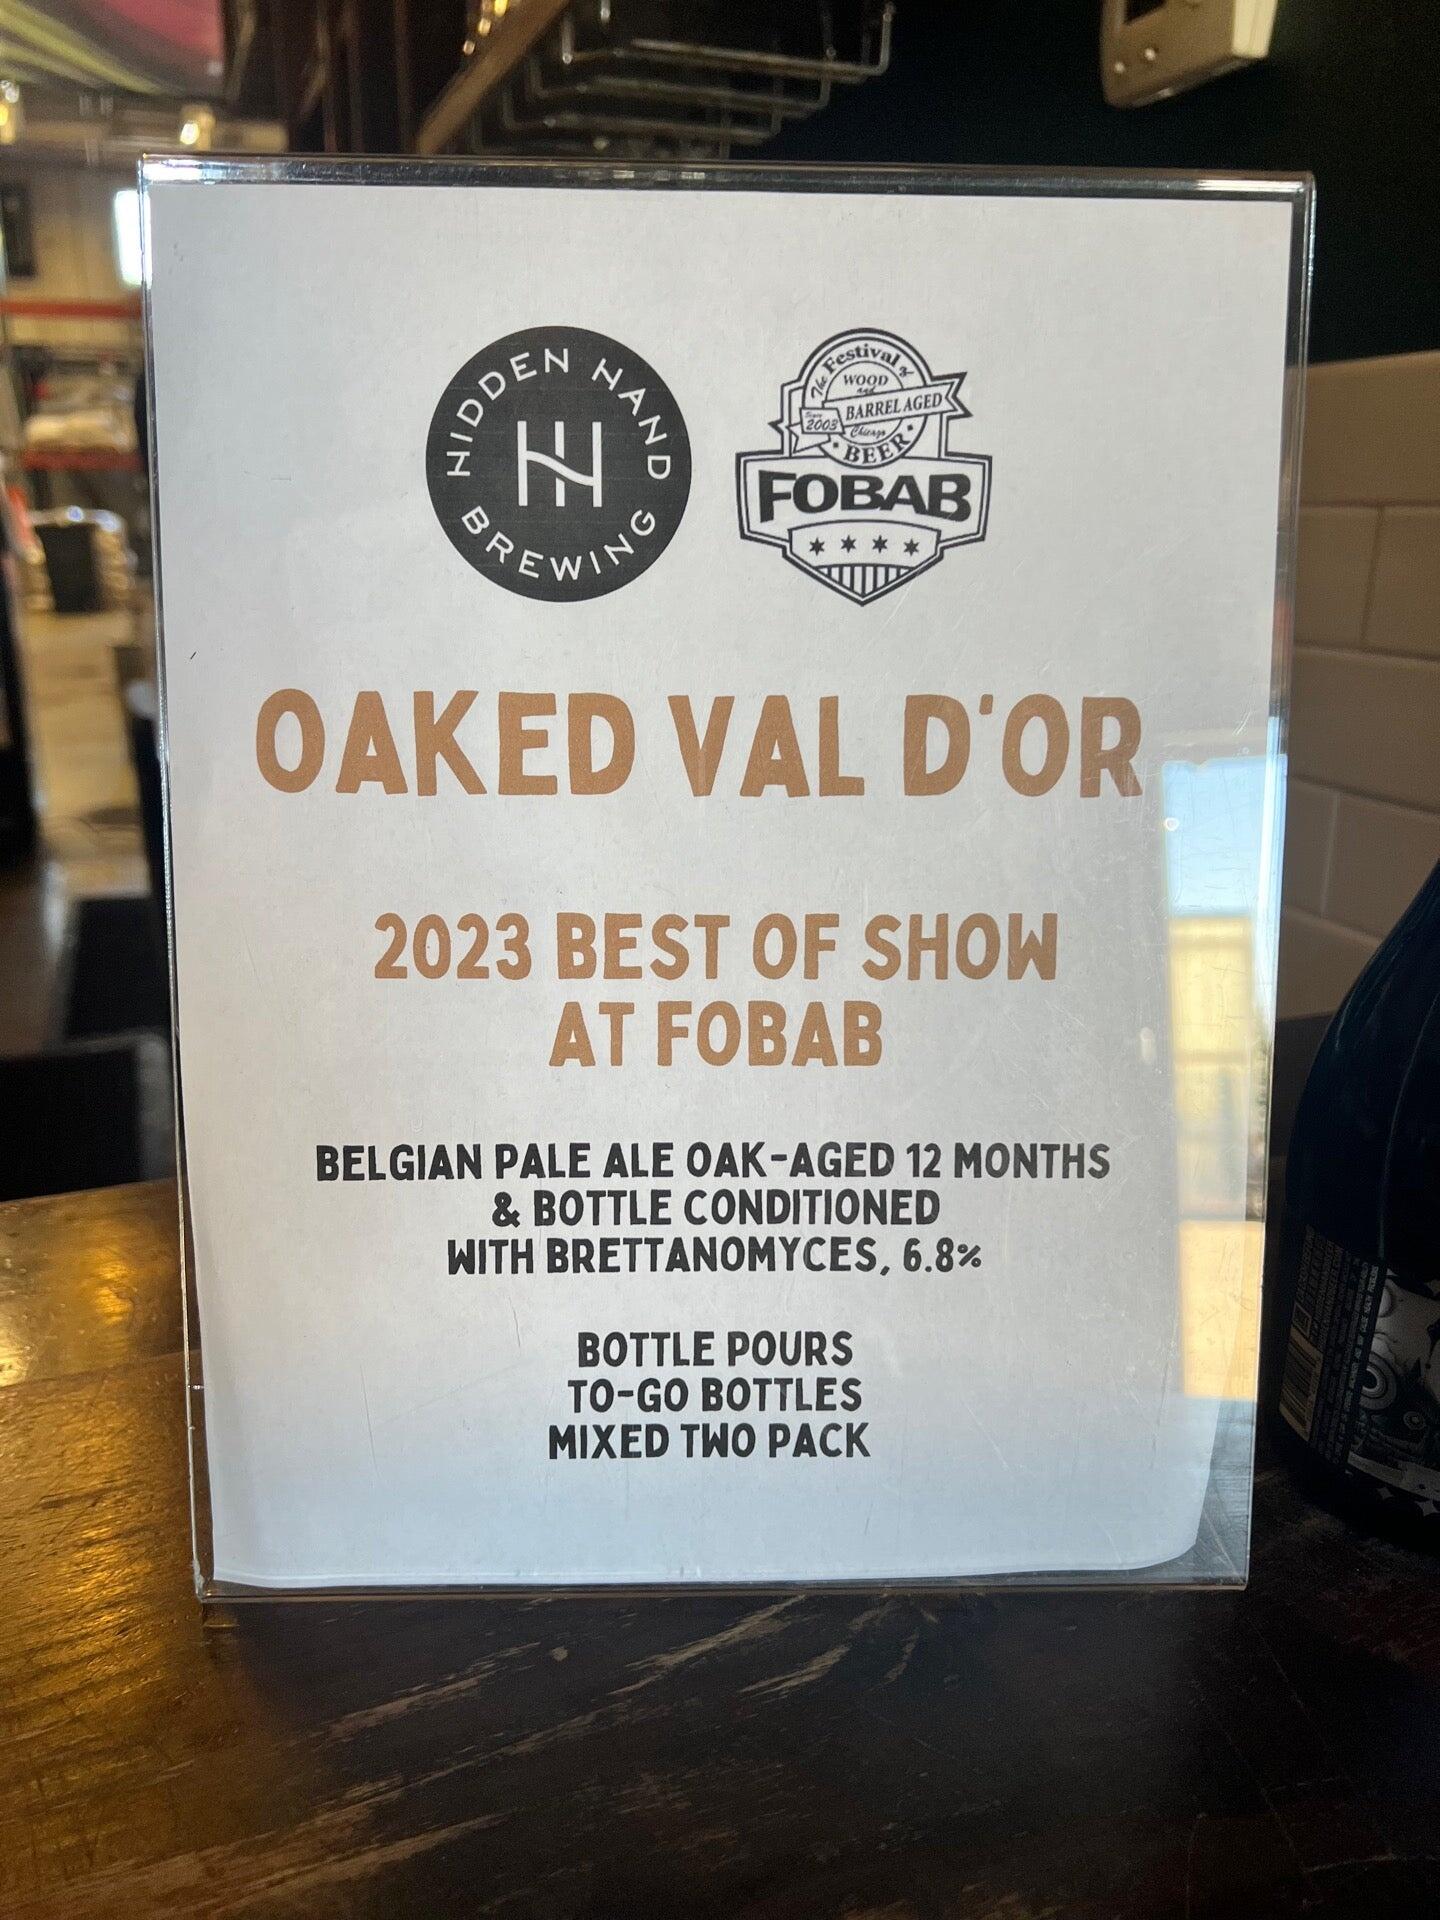 HIDDEN HAND
BREWING
The Festival of
WOOD
and
BARREL AGED
Since
2003
Chicago
BEER
FOBAB
OAKED VAL D'OR
2023 BEST OF SHOW
AT FOBAB
BELGIAN PALE ALE OAK-AGED 12 MONTHS
& BOTTLE CONDITIONED
WITH BRETTANOMYCES, 6.8%
BOTTLE POURS
TO-GO BOTTLES
MIXED TWO PACK